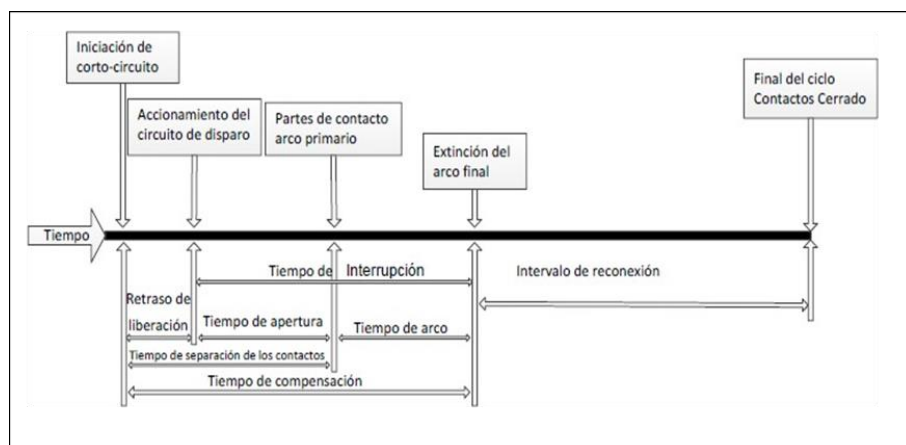 Iniciación de
corto-circuito
Final del ciclo
Contactos Cerrado
Accionamiento del
circuito de disparo
Partes de contacto
arco primario
Extinción del
arco final
Tiempo
Tiempo de Interrupción
Intervalo de reconexión
Retraso de
liberación
Tiempo de apertura
Tiempo de arco
Tiempo de separación de los contactos
Tiempo de compensación